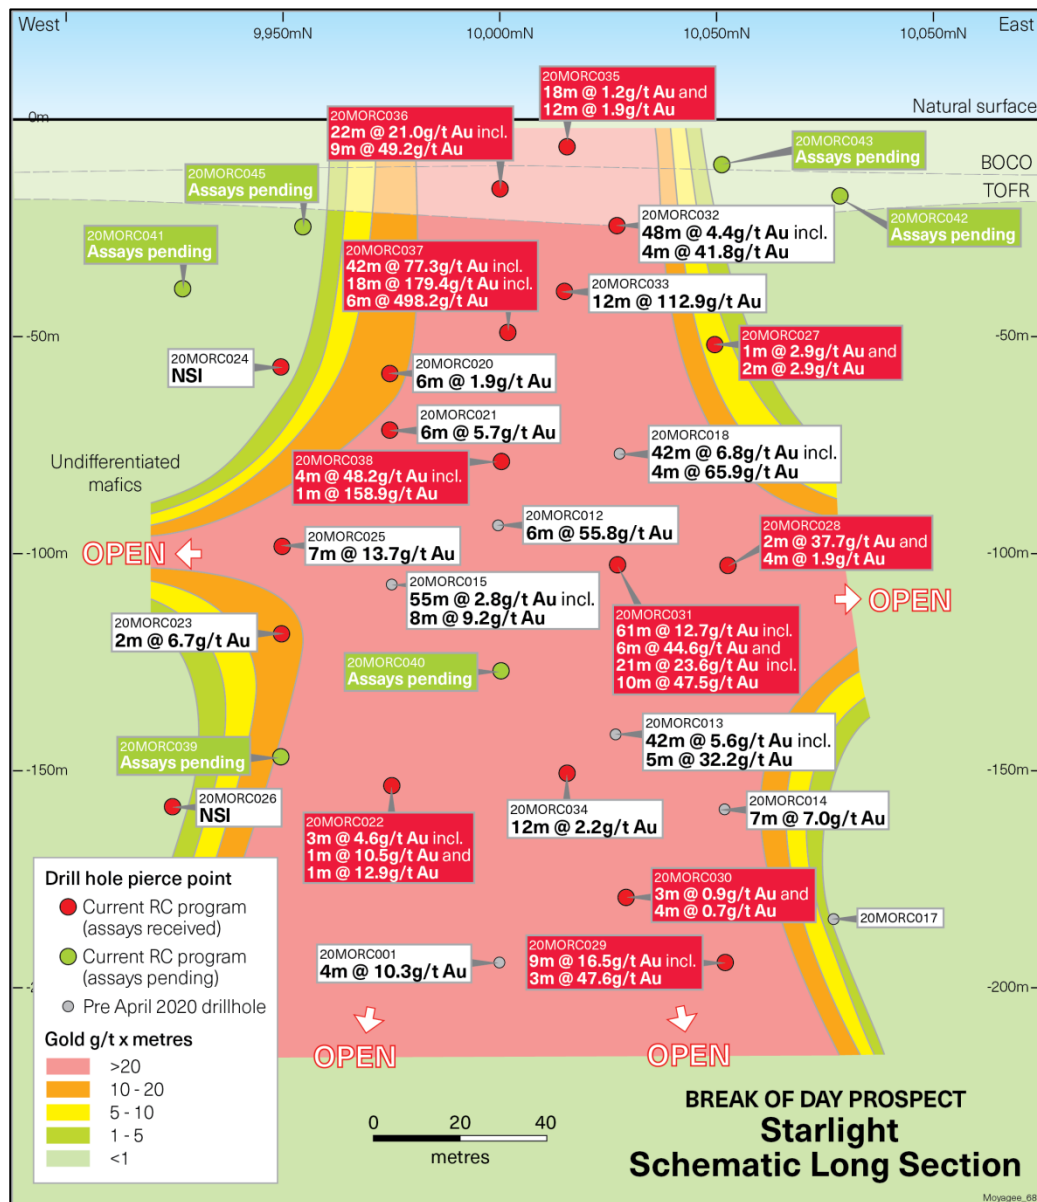 West
9,950mN
10,000mN
10,050mN
10,050mN
East
20MORC035
18m @ 1.2g/t Au and
12m @ 1.9g/t Au
Natural surface
0m
20MORC036
22m @ 21.0g/t Au incl.
9m @ 49.2g/t Au
20MORC043
Assays pending
BOCO
TOFR
20MORC045
Assays pending
20MORC042
Assays pending
20MORC041
Assays pending
20MORC032
48m @ 4.4g/t Au incl.
4m @ 41.8g/t Au
20MORC037
42m @ 77.3g/t Au incl.
18m @ 179.4g/t Au incl.
6m @ 498.2g/t Au
20MORC033
12m @ 112.9g/t Au
-50m
-50m
20MORC027
1m @ 2.9g/t Au and
2m @ 2.9g/t Au
20MORC024
NSI
20MORC020
6m @ 1.9g/t Au
20MORC021
6m @ 5.7g/t Au
20MORC018
42m @ 6.8g/t Au incl.
4m @ 65.9g/t Au
Undifferentiated
mafics
20MORC038
4m @ 48.2g/t Au incl.
1m @ 158.9g/t Au
20MORC012
6m @ 55.8g/t Au
20MORC028
2m @ 37.7g/t Au and
4m @ 1.9g/t Au
20MORC025
7m @ 13.7g/t Au
-100m
OPEN
-100m
OPEN
20MORC015
55m @ 2.8g/t Au incl.
8m @ 9.2g/t Au
20MORC023
2m @ 6.7g/t Au
20MORC031
61m @ 12.7g/t Au incl.
6m @ 44.6g/t Au and
21m @ 23.6g/t Au incl.
10m @ 47.5g/t Au
20MORC040
Assays pending
20MORC013
42m @ 5.6g/t Au incl.
5m @ 32.2g/t Au
20MORC039
Assays pending
-150m
-150m
20MORC026
NSI
20MORC034
12m @ 2.2g/t Au
20MORC014
7m @ 7.0g/t Au
20MORC022
3m @ 4.6g/t Au incl.
1m @ 10.5g/t Au and
1m @ 12.9g/t Au
20MORC030
3m @ 0.9g/t Au and
4m @ 0.7g/t Au
20MORC017
20MORC001
4m @ 10.3g/t Au
20MORC029
9m @ 16.5g/t Au incl.
3m @ 47.6g/t Au
-200m
OPEN
OPEN
Drill hole pierce point
Current RC program
(assays received)
Current RC program
(assays pending)
Pre April 2020 drillhole
Gold g/t x metres
>20
10 - 20
5 - 10
1 - 5
<1
0
20
40
metres
BREAK OF DAY PROSPECT
Starlight
Schematic Long Section
Moyagee_68